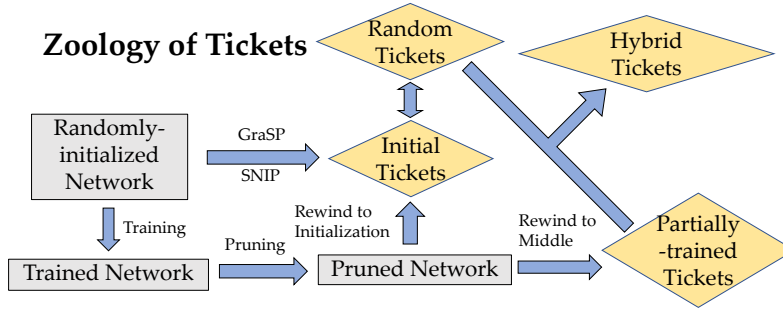 Zoology of Tickets
Random
Tickets
Hybrid
Tickets
Randomly-
initialized
Network
GraSP
SNIP
Initial
Tickets
Training
Rewind to
Initialization
Pruning
Rewind to
Middle
Partially
-trained
Tickets
Trained Network
Pruned Network